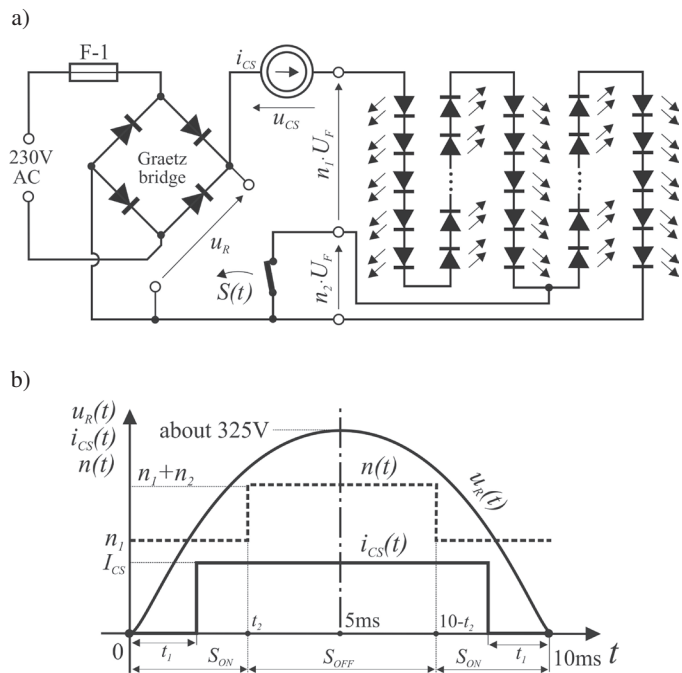 a)
F-1
230V
AC
Graetz
bridge
i_CS
u_CS
u_R
S(t)
n_1·U_F
n_2·U_F
b)
u_R(t)
i_CS(t)
n(t)
about 325V
n_1+n_2
n(t)
u_R(t)
n_1
I_CS
i_CS(t)
t_2
5ms
10-t_2
0
t_1
t_1
10ms
t
S_ON
S_OFF
S_ON